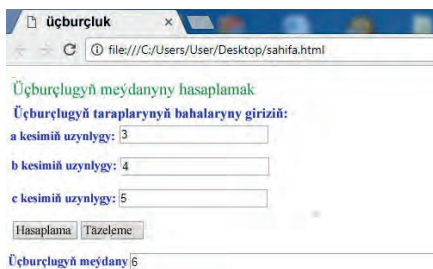 üçburçluk
file:///C:/Users/User/Desktop/sahifa.html
Üçburçlugyň meýdanyny hasaplamak
Üçburçlugyň taraplarynyň bahalaryny giriziň:
a kesimiň uzynlygy: 3
b kesimiň uzynlygy: 4
c kesimiň uzynlygy: 5
Hasaplama Täzeleme
Üçburçlugyň meýdany 6